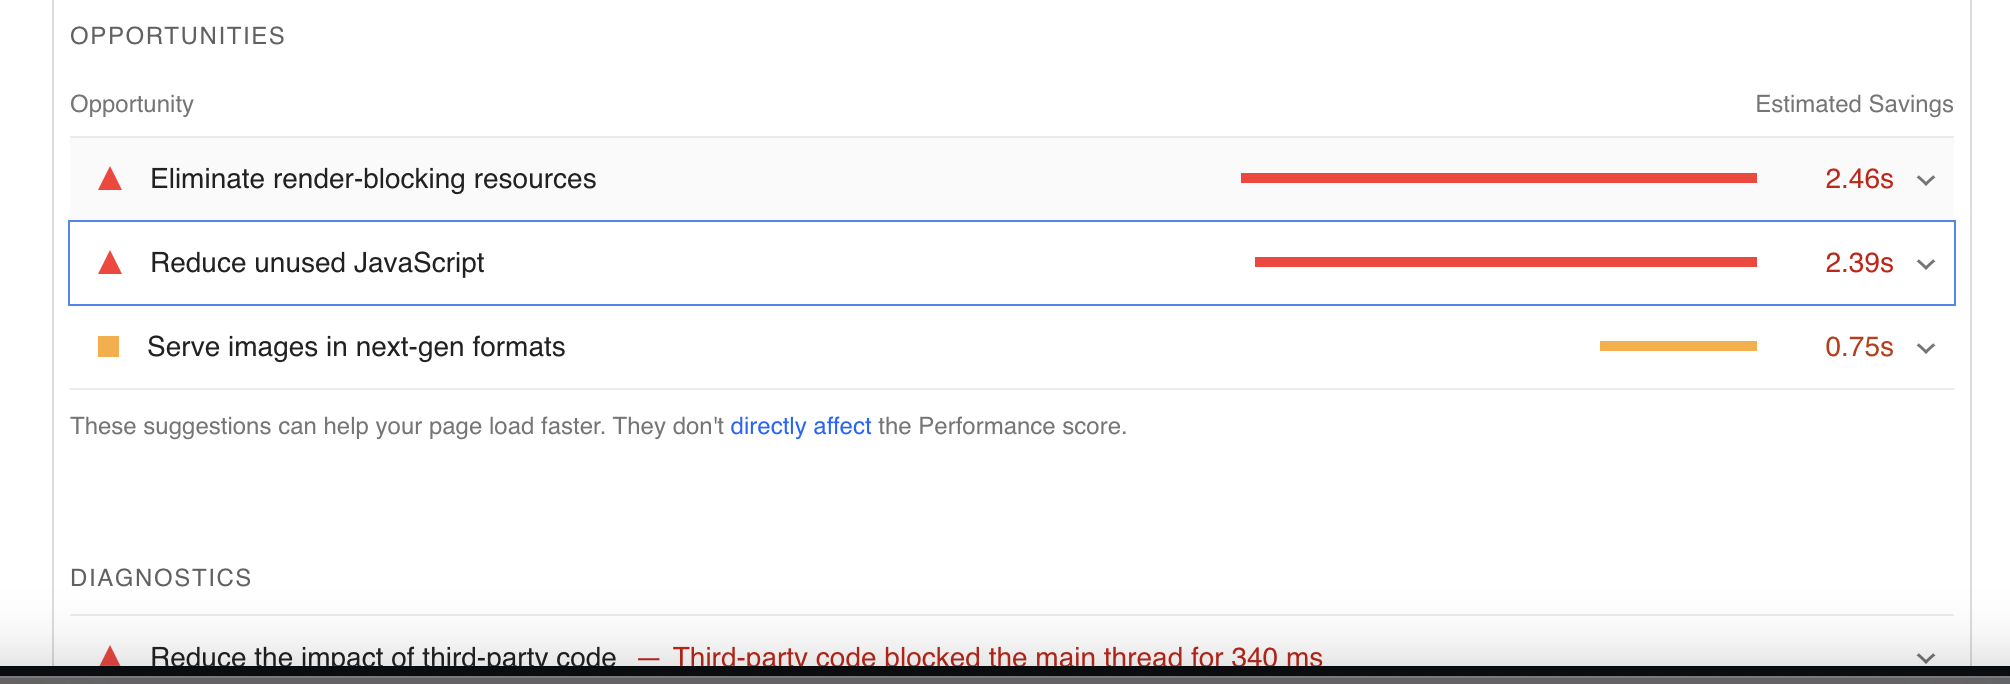 OPPORTUNITIES
Opportunity Estimated Savings
Eliminate render-blocking resources 2.46s
Reduce unused JavaScript 2.39s
Serve images in next-gen formats 0.75s
These suggestions can help your page load faster. They don't directly affect the Performance score.
DIAGNOSTICS
Reduce the impact of third-party code — Third-party code blocked the main thread for 340 ms